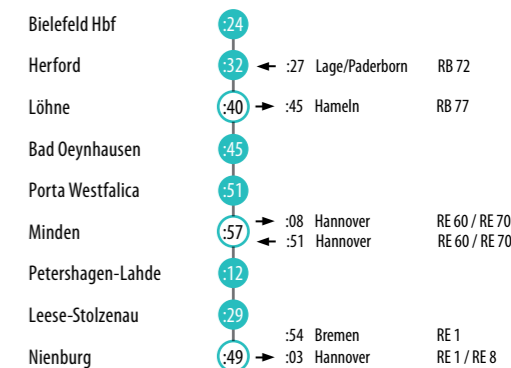 Bielefeld Hbf :24
Herford :32 :27 Lage/Paderborn RB 72
Löhne :40 :45 Hameln RB 77
Bad Oeynhausen :45
Porta Westfalica :51
:08 Hannover RE 60 / RE 70
Minden :57
:51 Hannover RE 60 / RE 70
Petershagen-Lahde :12
Leese-Stolzenau :29
:54 Bremen RE 1
Nienburg :49 :03 Hannover RE 1 / RE 8